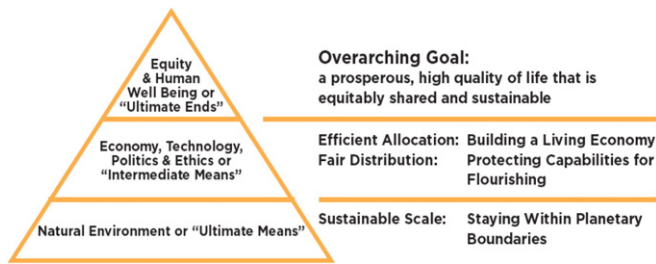 Equity
& Human
Well Being or
“Ultimate Ends”
Overarching Goal:
a prosperous, high quality of life that is
equitably shared and sustainable
Economy, Technology,
Politics & Ethics or
“Intermediate Means”
Efficient Allocation: Building a Living Economy
Fair Distribution: Protecting Capabilities for
Flourishing
Natural Environment or “Ultimate Means”
Sustainable Scale: Staying Within Planetary
Boundaries